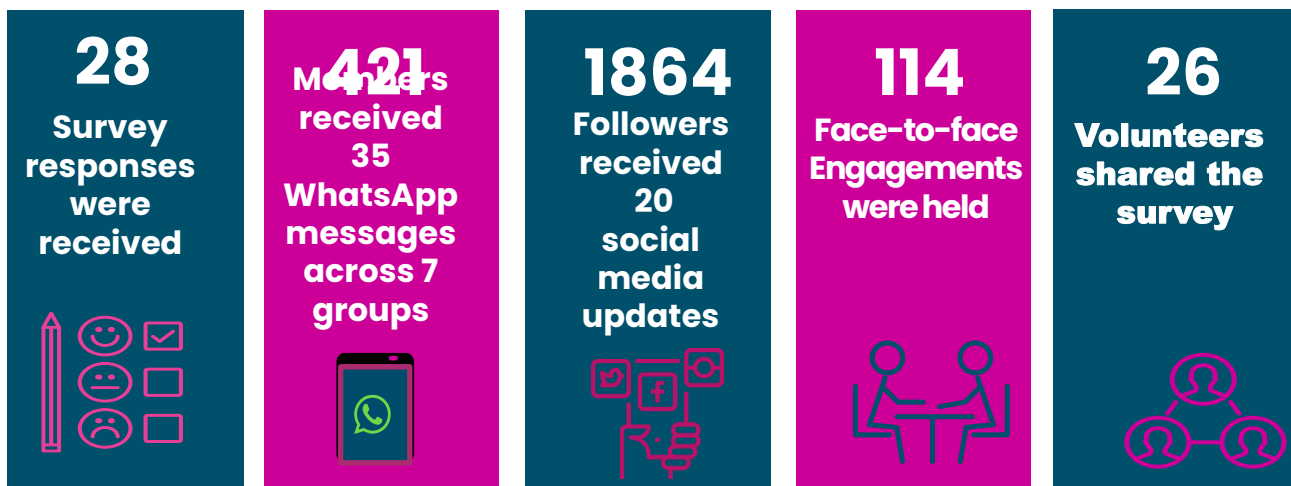 28
Survey
responses
were
received
421
Members
received
35
WhatsApp
messages
across 7
groups
1864
Followers
received
20
social
media
updates
114
Face-to-face
Engagements
were held
26
Volunteers
shared the
survey